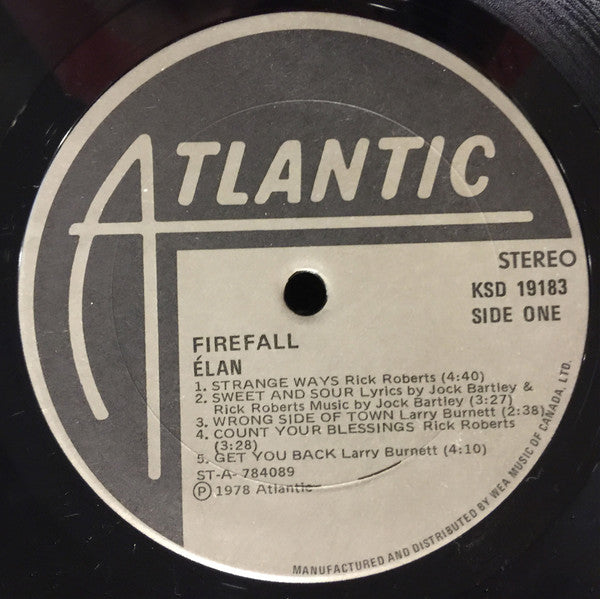 ATLANTIC
STEREO
KSD 19183
SIDE ONE
FIREFALL
ÉLAN
1. STRANGE WAYS Rick Roberts (4:40)
2. SWEET AND SOUR Lyrics by Jock Bartley &
Rick Roberts Music by Jock Bartley (3:27)
3. WRONG SIDE OF TOWN Larry Burnett (2:38)
4. COUNT YOUR BLESSINGS Rick Roberts
(3:28)
5. GET YOU BACK Larry Burnett (4:10)
ST-A- 784089
Ⓟ 1978 Atlantic
MANUFACTURED AND DISTRIBUTED BY WEA MUSIC OF CANADA, LTD.